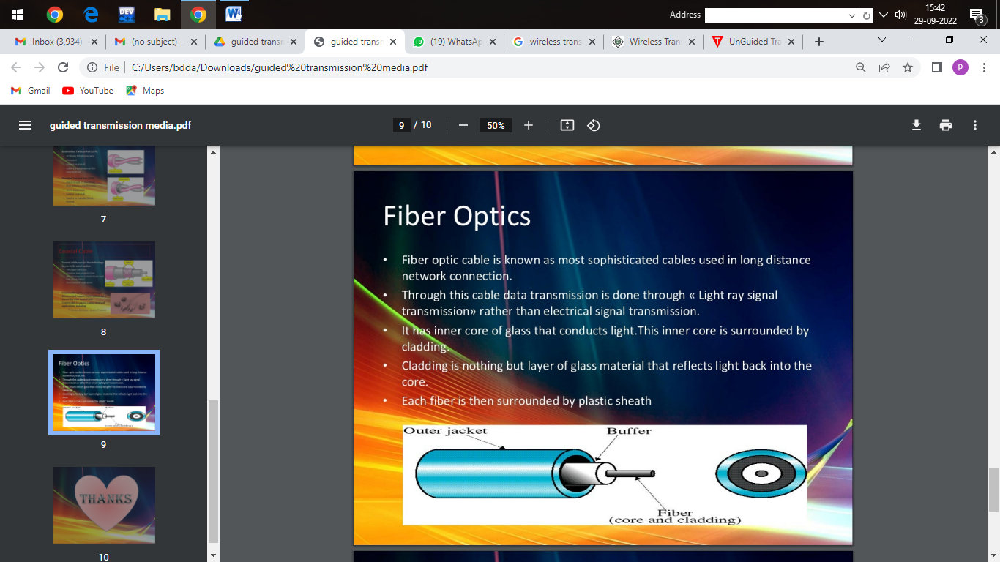 Address
15:42
29-09-2022
3
Inbox (3,934)
(no subject) -
guided transm
guided transm
(19) WhatsAp
wireless trans
Wireless Tran
UnGuided Tra
File
C:/Users/bdda/Downloads/guided%20transmission%20media.pdf
P
Gmail
YouTube
Maps
guided transmission media.pdf
9 / 10
50%
7
Coaxial Cable
8
Fiber Optics
9
THANKS
10
Fiber Optics
• Fiber optic cable is known as most sophisticated cables used in long distance
network connection.
• Through this cable data transmission is done through « Light ray signal
transmission» rather than electrical signal transmission.
• It has inner core of glass that conducts light.This inner core is surrounded by
cladding.
• Cladding is nothing but layer of glass material that reflects light back into the
core.
• Each fiber is then surrounded by plastic sheath
Outer jacket
Buffer
Fiber
(core and cladding)